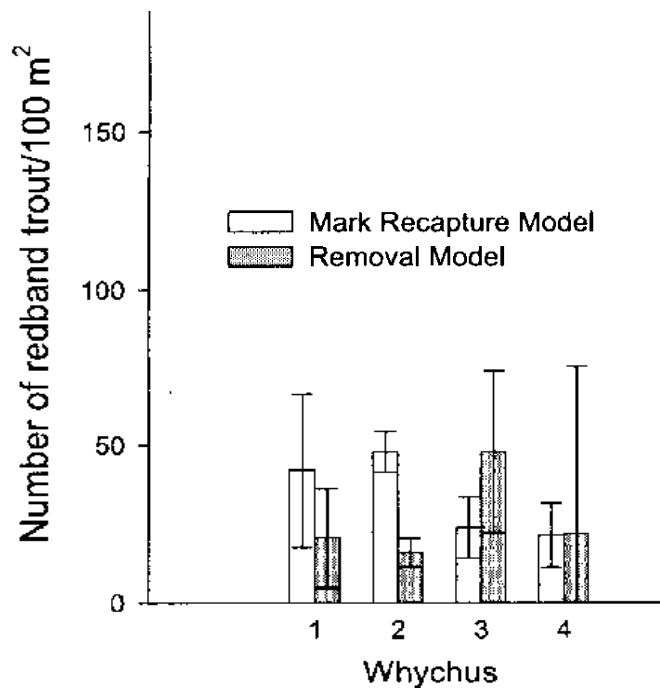 Number of redband trout/100 m²
150
100
50
0
Mark Recapture Model
Removal Model
1 2 3 4
Whychus